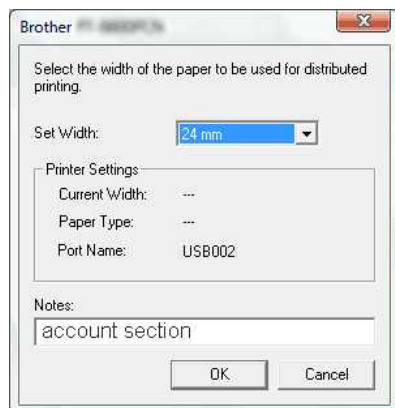 Brother
Select the width of the paper to be used for distributed
printing.
Set Width: 24 mm
Printer Settings
Current Width: ---
Paper Type: ---
Port Name: USB002
Notes:
account section
OK Cancel